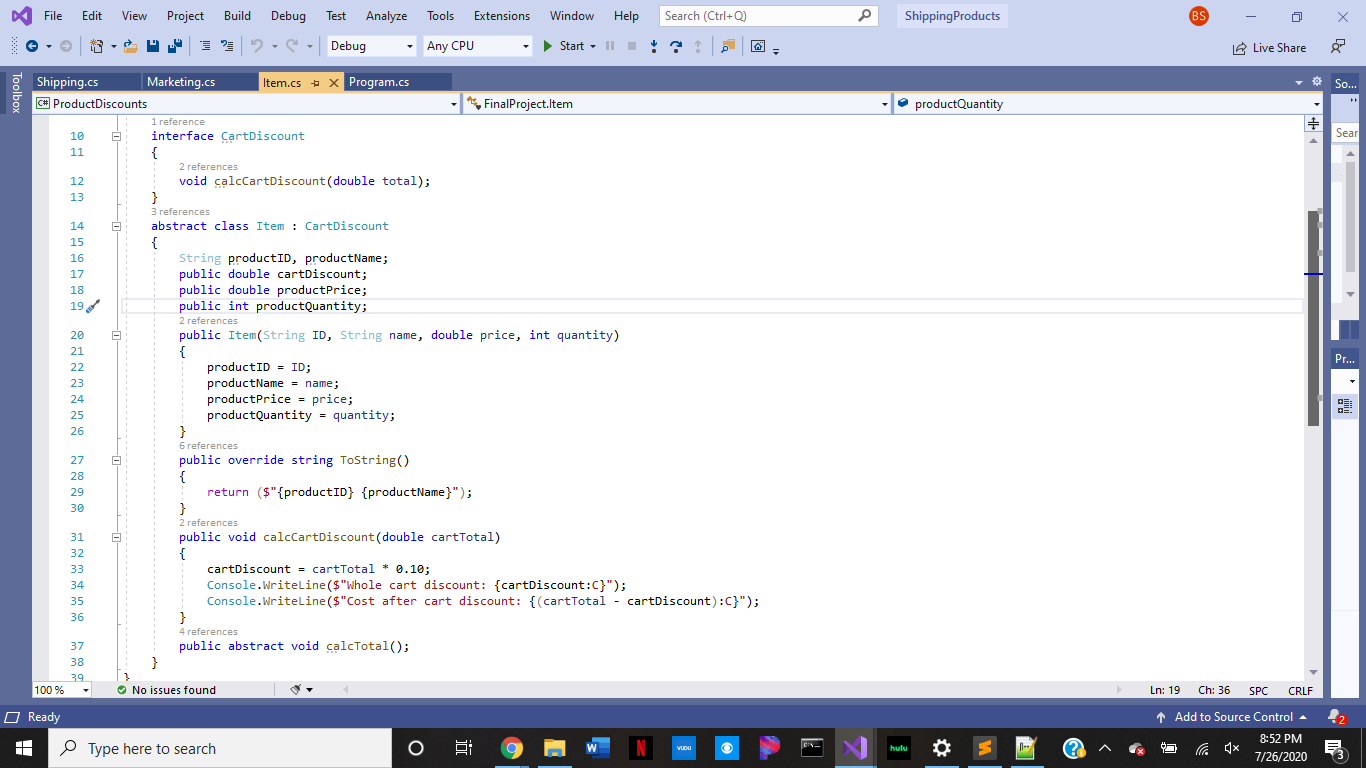 File Edit View Project Build Debug Test Analyze Tools Extensions Window Help Search (Ctrl+Q) ShippingProducts BS
Debug Any CPU Start Live Share
Toolbox
Shipping.cs Marketing.cs Item.cs Program.cs So...
C# ProductDiscounts FinalProject.Item productQuantity
1 reference
10 interface CartDiscount
11 {
2 references
12 void calcCartDiscount(double total);
13 }
3 references
14 abstract class Item : CartDiscount
15 {
16 String productID, productName;
17 public double cartDiscount;
18 public double productPrice;
19 public int productQuantity;
2 references
20 public Item(String ID, String name, double price, int quantity)
21 {
22 productID = ID;
23 productName = name;
24 productPrice = price;
25 productQuantity = quantity;
26 }
6 references
27 public override string ToString()
28 {
29 return ($"{productID} {productName}");
30 }
2 references
31 public void calcCartDiscount(double cartTotal)
32 {
33 cartDiscount = cartTotal * 0.10;
34 Console.WriteLine($"Whole cart discount: {cartDiscount:C}");
35 Console.WriteLine($"Cost after cart discount: {(cartTotal - cartDiscount):C}");
36 }
4 references
37 public abstract void calcTotal();
38 }
39 }
Sear
Pr...
100 % No issues found Ln: 19 Ch: 36 SPC CRLF
Ready Add to Source Control 2
Type here to search W N VUDU hulu S 8:52 PM
7/26/2020 3